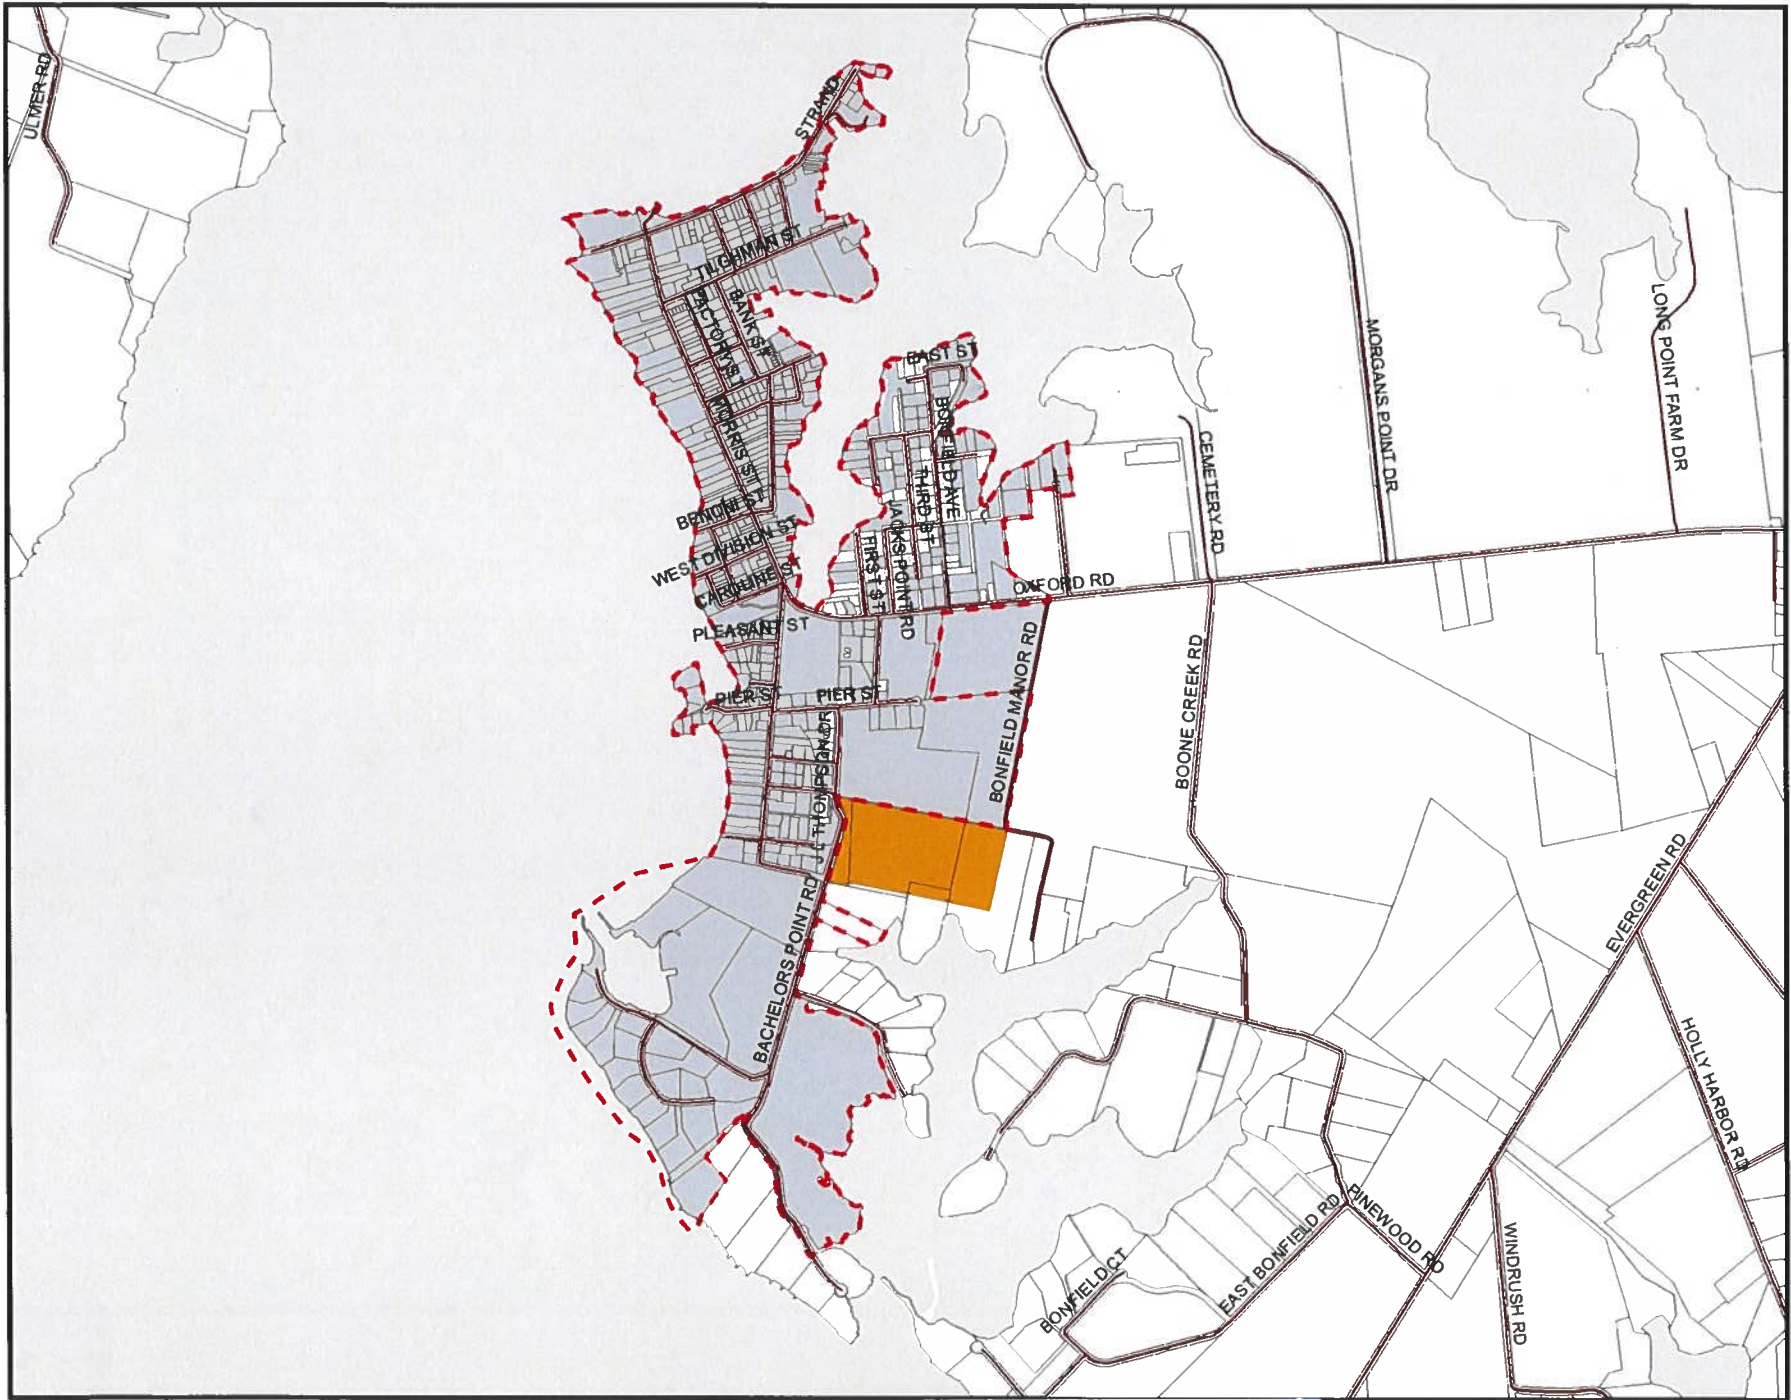 ULMER RD
STRAND
TILGHMAN ST
BANK ST
FACTORY ST
EAST ST
MORRIS ST
BONFIELD AVE
THIRD ST
JACKS POINT RD
FIRST ST
BENONI ST
WEST DIVISION ST
CAROLINE ST
PLEASANT ST
OXFORD RD
CEMETERY RD
MORGANS POINT DR
LONG POINT FARM DR
PIER ST
PIER ST
BONFIELD MANOR RD
BOONE CREEK RD
J L THOMPSON DR
BACHELORS POINT RD
EVERGREEN RD
HOLLY HARBOR RD
PINEWOOD RD
EAST BONFIELD RD
BONFIELD CT
WINDRUSH RD